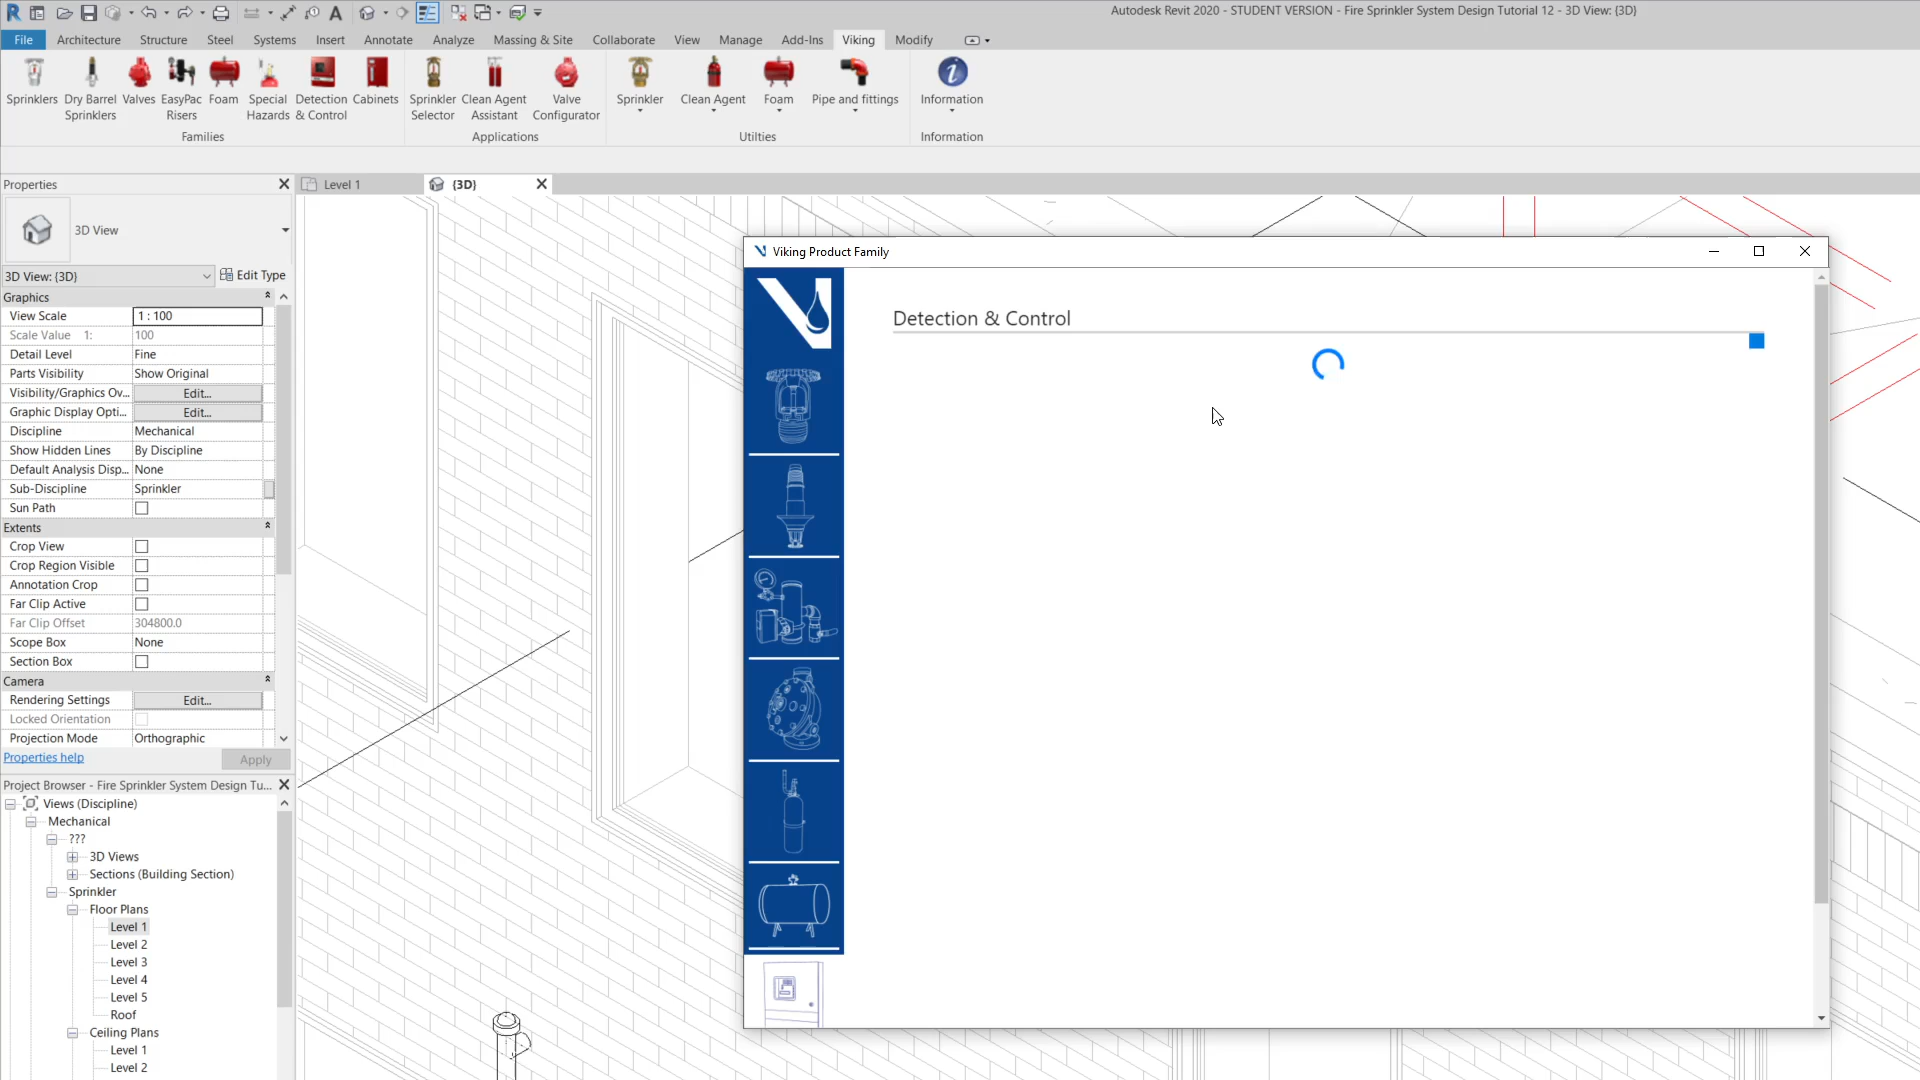 Autodesk Revit 2020 - STUDENT VERSION - Fire Sprinkler System Design Tutorial 12 - 3D View: {3D}
File Architecture Structure Steel Systems Insert Annotate Analyze Massing & Site Collaborate View Manage Add-Ins Viking Modify
Sprinklers Dry Barrel Sprinklers Valves EasyPac Risers Foam Special Hazards Detection & Control Cabinets Sprinkler Selector Clean Agent Assistant Valve Configurator Sprinkler Clean Agent Foam Pipe and fittings Information
Families Applications Utilties Information
Properties
Level 1 {3D}
3D View
3D View: {3D} Edit Type
Graphics
View Scale 1 : 100
Scale Value 1: 100
Detail Level Fine
Parts Visibility Show Original
Visibility/Graphics Ov... Edit...
Graphic Display Opti... Edit...
Discipline Mechanical
Show Hidden Lines By Discipline
Default Analysis Disp... None
Sub-Discipline Sprinkler
Sun Path
Extents
Crop View
Crop Region Visible
Annotation Crop
Far Clip Active
Far Clip Offset 304800.0
Scope Box None
Section Box
Camera
Rendering Settings Edit...
Locked Orientation
Projection Mode Orthographic
Properties help Apply
Project Browser - Fire Sprinkler System Design Tu...
Views (Discipline)
Mechanical
???
3D Views
Sections (Building Section)
Sprinkler
Floor Plans
Level 1
Level 2
Level 3
Level 4
Level 5
Roof
Ceiling Plans
Level 1
Level 2
Viking Product Family
Detection & Control